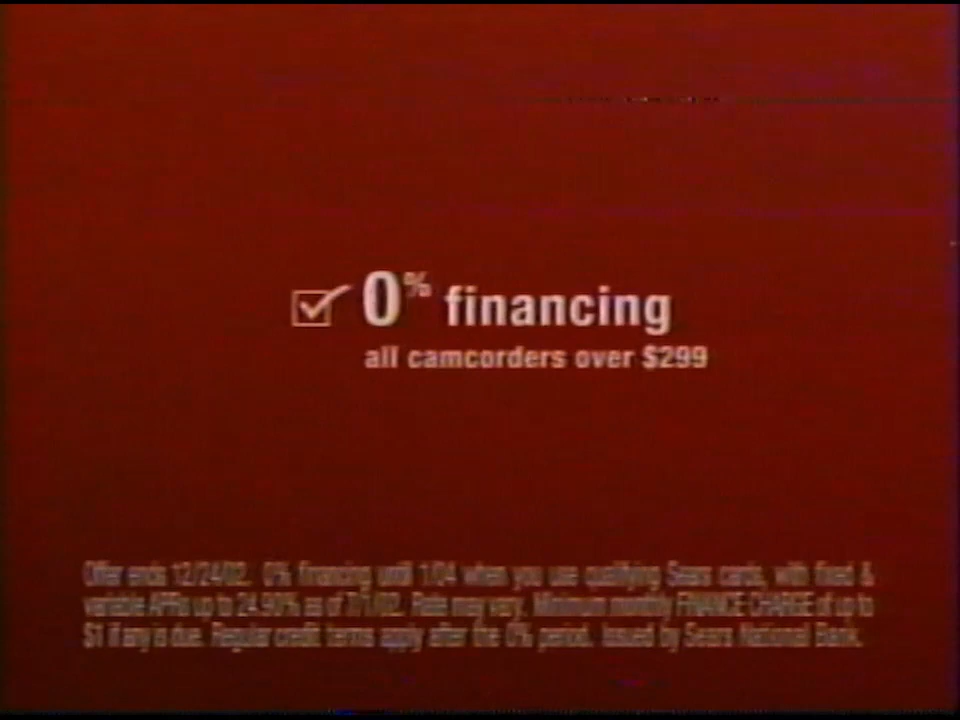 0% financing
all camcorders over $299
Offer ends 12/24/02. 0% financing until 1/04 when you use qualifying Sears cards, with fixed &
variable APRs up to 24.90% as of 7/1/02. Rate may vary. Minimum monthly FINANCE CHARGE of up to
$1 if any is due. Regular credit terms apply after the 0% period. Issued by Sears National Bank.